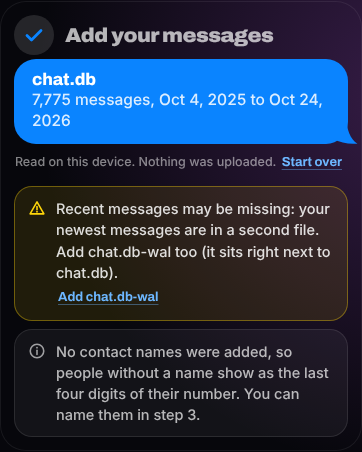 Add your messages
chat.db
7,775 messages, Oct 4, 2025 to Oct 24,
2026
Read on this device. Nothing was uploaded. Start over
Recent messages may be missing: your
newest messages are in a second file.
Add chat.db-wal too (it sits right next to
chat.db).
Add chat.db-wal
No contact names were added, so
people without a name show as the last
four digits of their number. You can
name them in step 3.